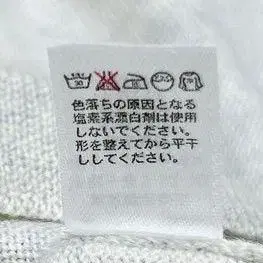 30
色落ちの原因となる
塩素系漂白剤は使用
しないでください。
形を整えてから平干
ししてください。